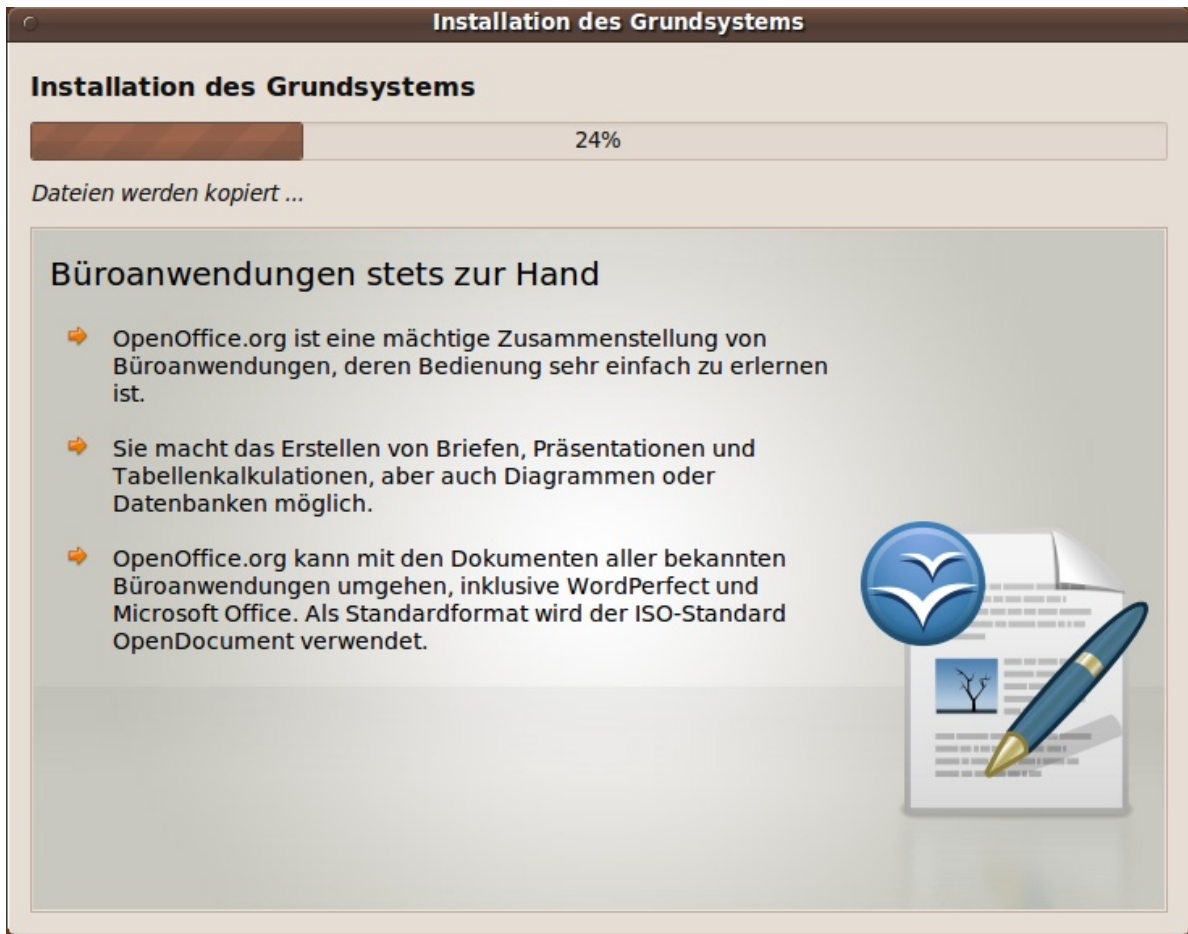 Installation des Grundsystems
Installation des Grundsystems
24%
Dateien werden kopiert ...
Büroanwendungen stets zur Hand
OpenOffice.org ist eine mächtige Zusammenstellung von
Büroanwendungen, deren Bedienung sehr einfach zu erlernen
ist.
Sie macht das Erstellen von Briefen, Präsentationen und
Tabellenkalkulationen, aber auch Diagrammen oder
Datenbanken möglich.
OpenOffice.org kann mit den Dokumenten aller bekannten
Büroanwendungen umgehen, inklusive WordPerfect und
Microsoft Office. Als Standardformat wird der ISO-Standard
OpenDocument verwendet.